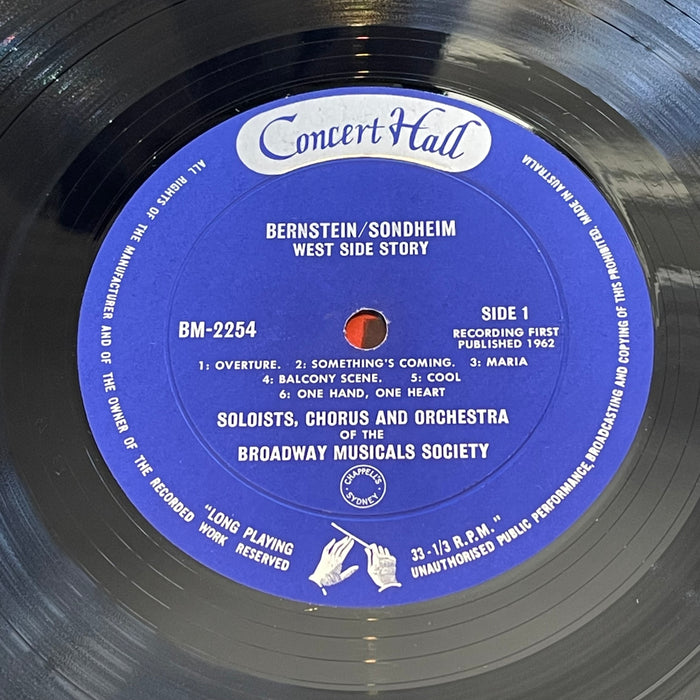 Concert Hall
BERNSTEIN/SONDHEIM
WEST SIDE STORY
BM-2254
SIDE 1
RECORDING FIRST
PUBLISHED 1962
1: OVERTURE. 2: SOMETHING'S COMING. 3: MARIA
4: BALCONY SCENE. 5: COOL
6: ONE HAND, ONE HEART
SOLOISTS, CHORUS AND ORCHESTRA
OF THE
BROADWAY MUSICALS SOCIETY
CHAPPELL'S
SYDNEY
"LONG PLAYING
33-1/3 R.P.M."
ALL RIGHTS OF THE MANUFACTURER AND OF THE OWNER OF THE RECORDED WORK RESERVED
UNAUTHORISED PUBLIC PERFORMANCE, BROADCASTING AND COPYING OF THIS PROHIBITED. MADE IN AUSTRALIA